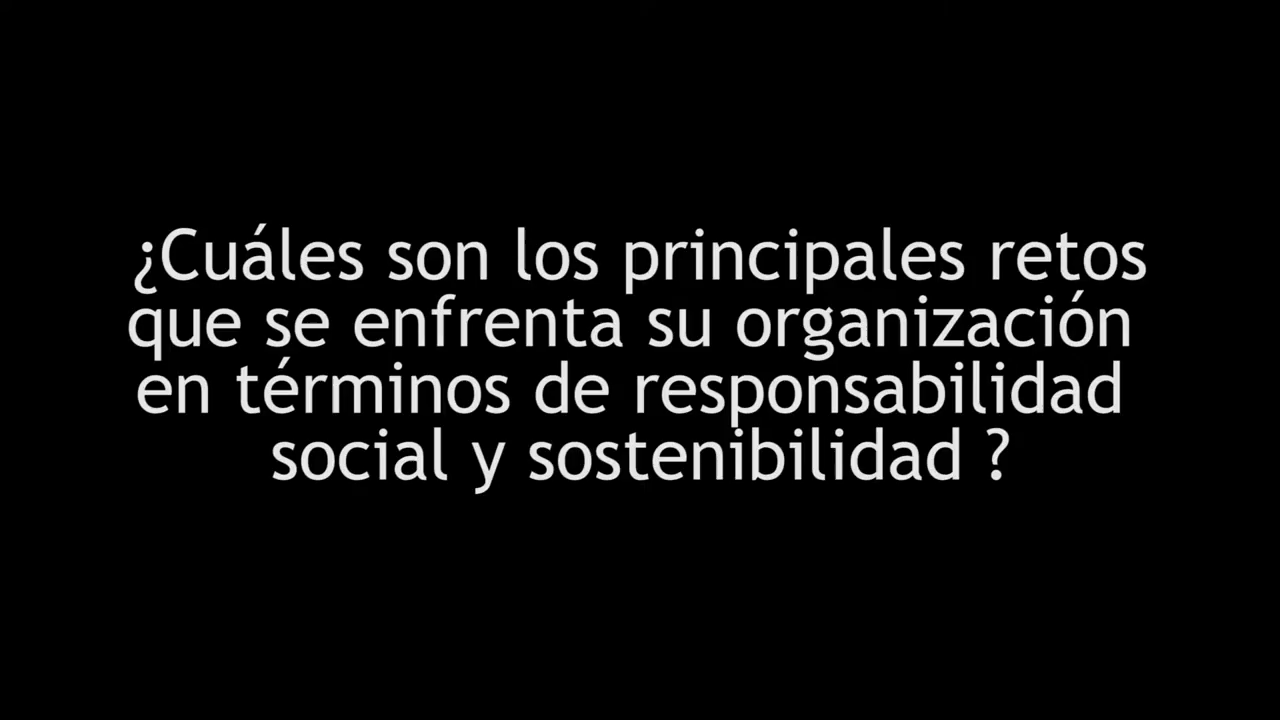 ¿Cuáles son los principales retos
que se enfrenta su organización
en términos de responsabilidad
social y sostenibilidad ?